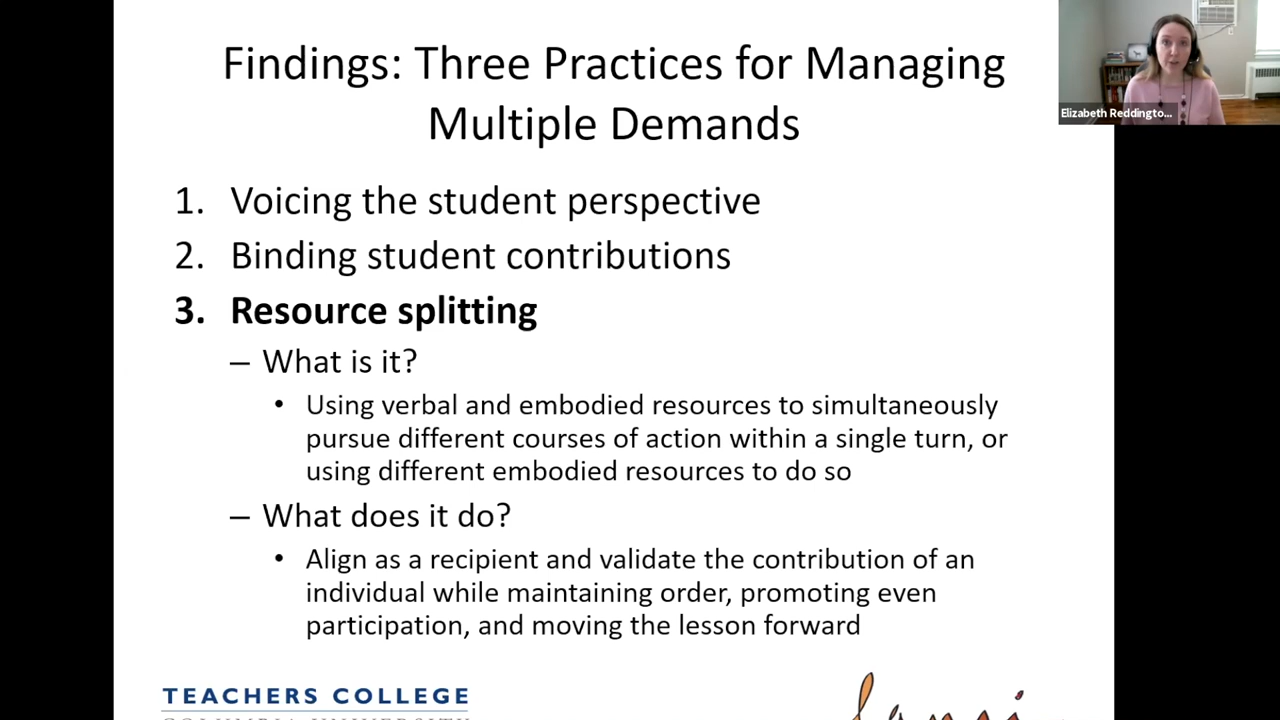 Findings: Three Practices for Managing
Multiple Demands
Elizabeth Reddingto...
1. Voicing the student perspective
2. Binding student contributions
3. Resource splitting
– What is it?
• Using verbal and embodied resources to simultaneously
pursue different courses of action within a single turn, or
using different embodied resources to do so
– What does it do?
• Align as a recipient and validate the contribution of an
individual while maintaining order, promoting even
participation, and moving the lesson forward
TEACHERS COLLEGE
COLUMBIA UNIVERSITY